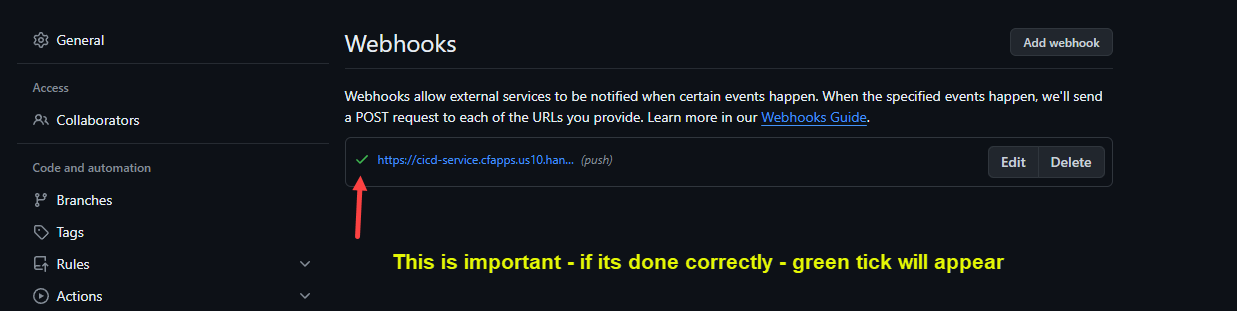 General
Access
Collaborators
Code and automation
Branches
Tags
Rules
Actions
Webhooks
Add webhook
Webhooks allow external services to be notified when certain events happen. When the specified events happen, we'll send
a POST request to each of the URLs you provide. Learn more in our Webhooks Guide.
https://cicd-service.cfapps.us10.han... (push)
Edit
Delete
This is important - if its done correctly - green tick will appear